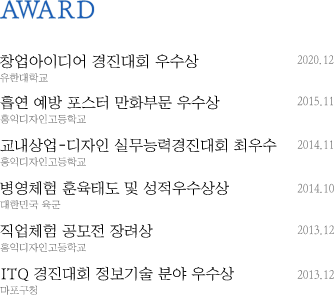 AWARD
창업아이디어 경진대회 우수상 2020.12
유한대학교
흡연 예방 포스터 만화부문 우수상 2015.11
홍익디자인고등학교
교내상업-디자인 실무능력경진대회 최우수 2014.11
홍익디자인고등학교
병영체험 훈육태도 및 성적우수상상 2014.10
대한민국 육군
직업체험 공모전 장려상 2013.12
홍익디자인고등학교
ITQ 경진대회 정보기술 분야 우수상 2013.12
마포구청